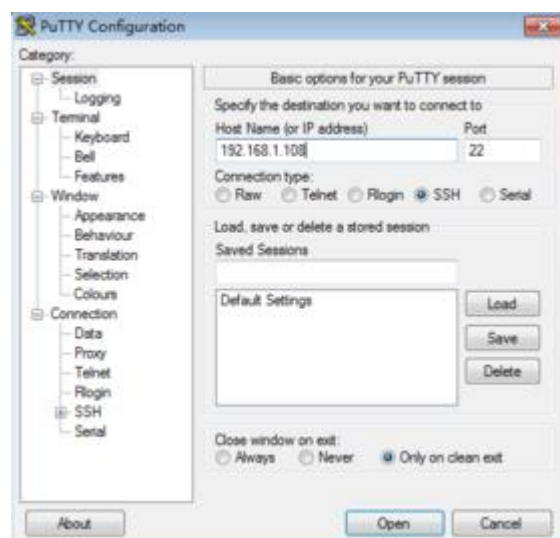 PuTTY Configuration
Category:
Session
Logging
Terminal
Keyboard
Bell
Features
Window
Appearance
Behaviour
Translation
Selection
Colours
Connection
Data
Proxy
Telnet
Rlogin
SSH
Serial
Basic options for your PuTTY session
Specify the destination you want to connect to
Host Name (or IP address) Port
192.168.1.108 22
Connection type:
Raw Telnet Rlogin SSH Serial
Load, save or delete a stored session
Saved Sessions
Default Settings
Load
Save
Delete
Close window on exit:
Always Never Only on clean exit
About Open Cancel